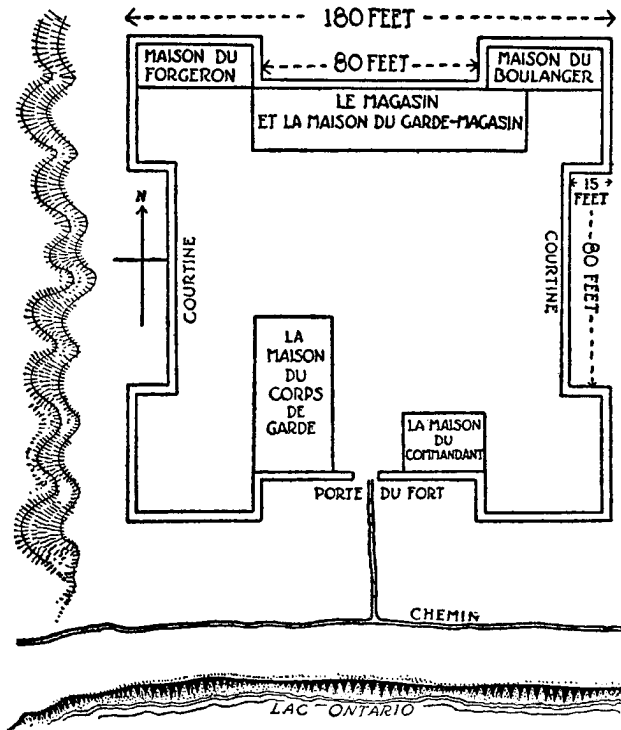 180 FEET
MAISON DU
FORGERON
80 FEET
MAISON DU
BOULANGER
LE MAGASIN
ET LA MAISON DU GARDE-MAGASIN
15
FEET
80 FEET
N
COURTINE
COURTINE
LA
MAISON
DU
CORPS
DE
GARDE
LA MAISON
DU
COMMANDANT
PORTE DU FORT
CHEMIN
LAC ONTARIO